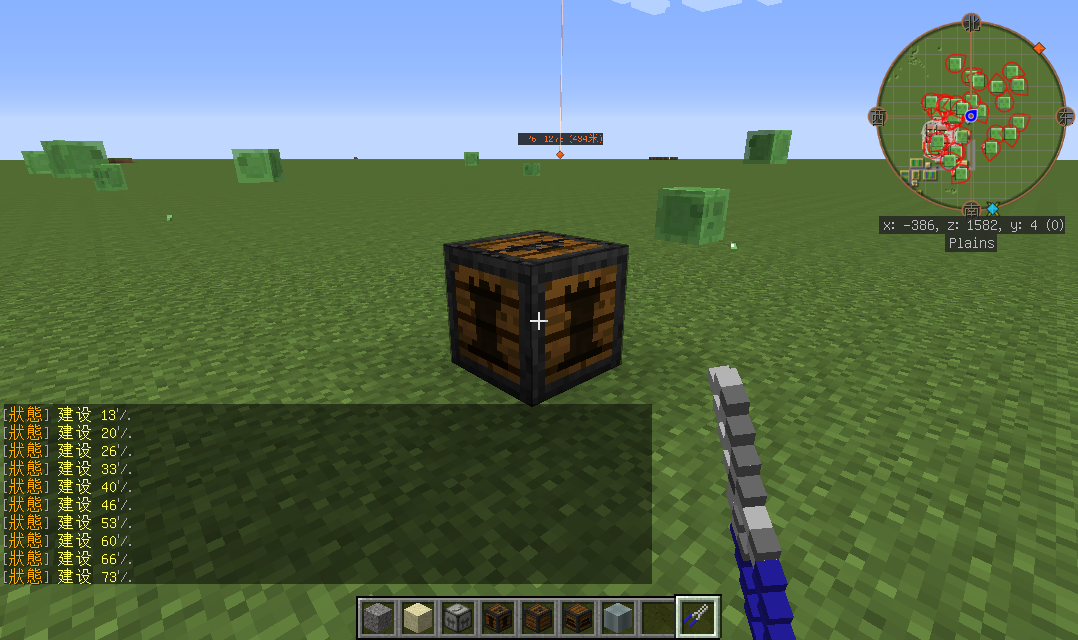 北
西
东
南
x: -386, z: 1582, y: 4 (0)
Plains
[狀態] 建设 13%.
[狀態] 建设 20%.
[狀態] 建设 26%.
[狀態] 建设 33%.
[狀態] 建设 40%.
[狀態] 建设 46%.
[狀態] 建设 53%.
[狀態] 建设 60%.
[狀態] 建设 66%.
[狀態] 建设 73%.